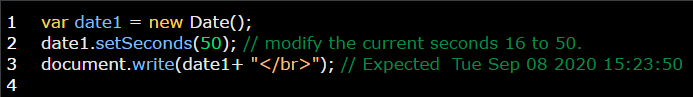 1 var date1 = new Date();
2 date1.setSeconds(50); // modify the current seconds 16 to 50.
3 document.write(date1+ "</br>"); // Expected  Tue Sep 08 2020 15:23:50
4